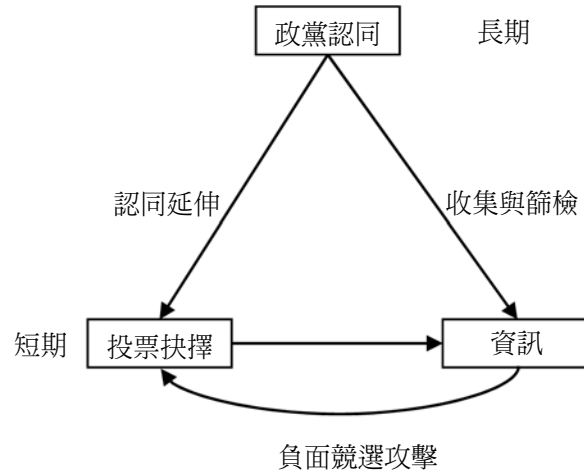 政黨認同
長期
認同延伸
收集與篩檢
短期
投票抉擇
資訊
負面競選攻擊